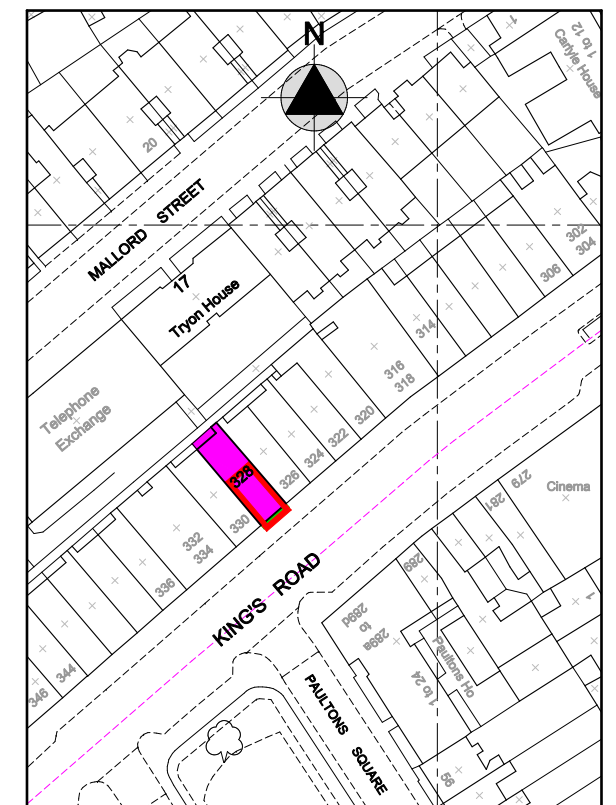 N
1
1 to 12
Carlyle House
20
MALLORD STREET
302
304
306
17
Tryon House
314
316
318
320
Telephone
Exchange
322
324
326
328
330
332
334
336
344
346
Cinema
279
281
289
KING'S ROAD
289a
to
289d
Paultons Ho
1 to 24
1
PAULTONS SQUARE
56